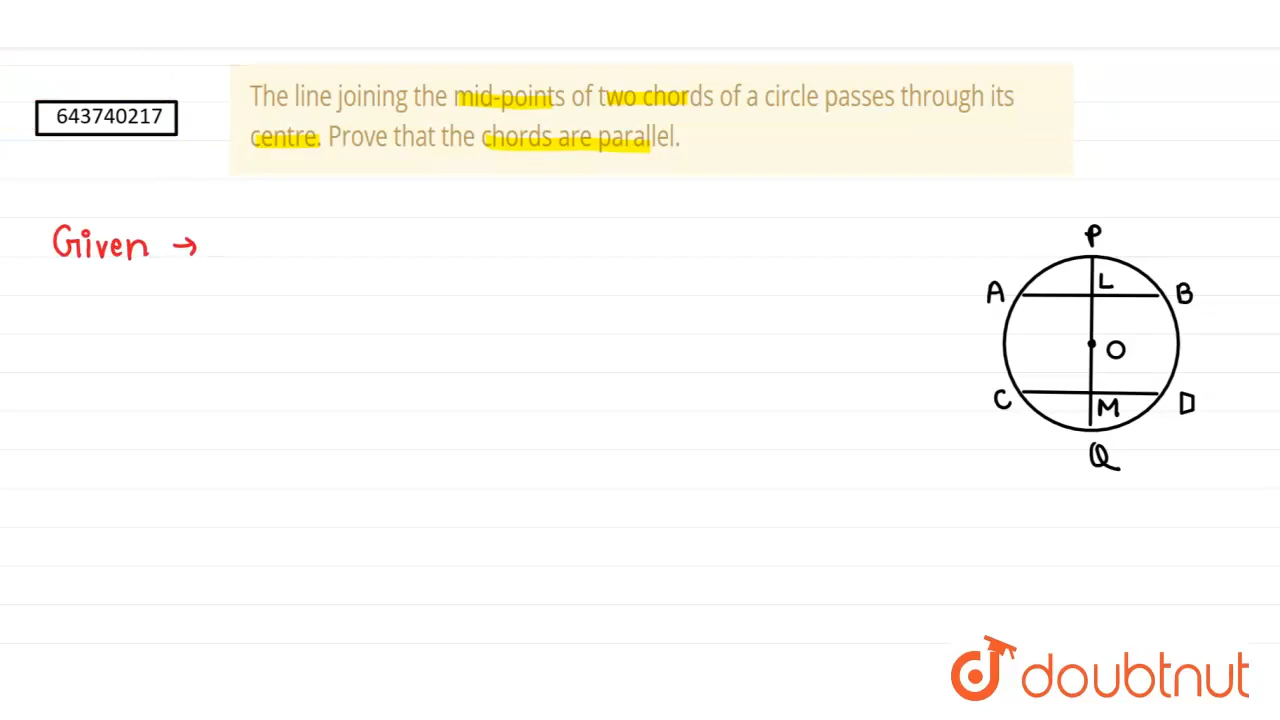 643740217
The line joining the mid-points of two chords of a circle passes through its
centre. Prove that the chords are parallel.
Given →
P
L
A
B
O
C
M
D
Q
doubtnut